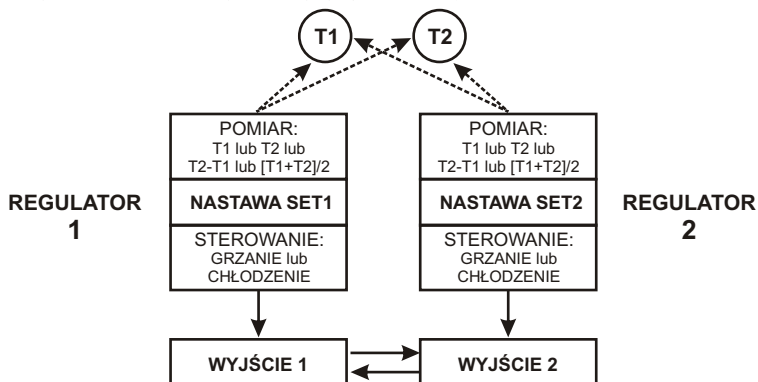 T1
T2
POMIAR:
T1 lub T2 lub
T2-T1 lub [T1+T2]/2
NASTAWA SET1
STEROWANIE:
GRZANIE lub
CHŁODZENIE
REGULATOR
1
POMIAR:
T1 lub T2 lub
T2-T1 lub [T1+T2]/2
NASTAWA SET2
STEROWANIE:
GRZANIE lub
CHŁODZENIE
REGULATOR
2
WYJŚCIE 1
WYJŚCIE 2